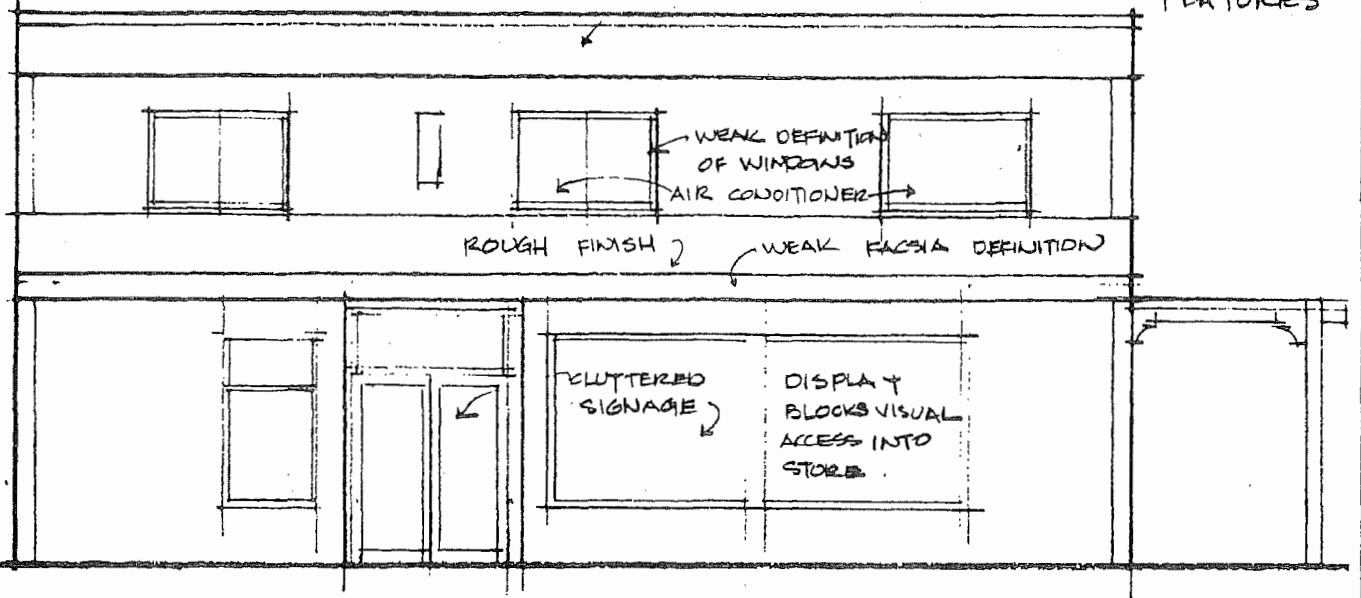 FEATURES
WEAK DEFINITION
OF WINDOWS
AIR CONDITIONER
ROUGH FINISH
WEAK FACSIA DEFINITION
CLUTTERED
SIGNAGE
DISPLAY
BLOCKS VISUAL
ACCESS INTO
STORE.